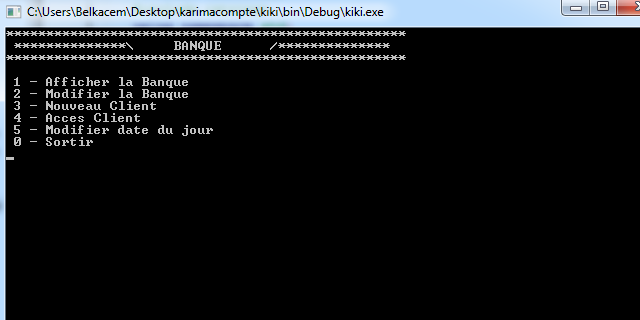 C:\Users\Belkacem\Desktop\karimacompte\kiki\bin\Debug\kiki.exe
**************************************************
**************\ BANQUE /**************
**************************************************
1 - Afficher la Banque
2 - Modifier la Banque
3 - Nouveau Client
4 - Acces Client
5 - Modifier date du jour
0 - Sortir